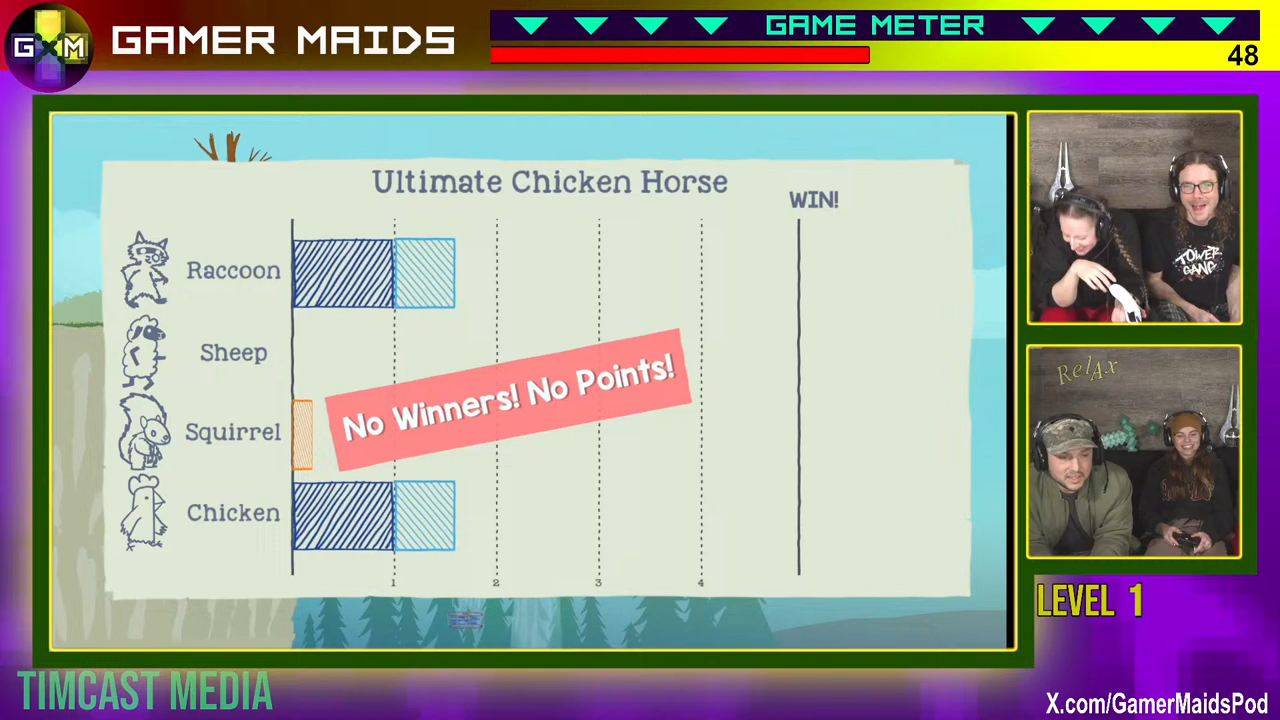 GXM
GAMER MAIDS
GAME METER
48
Ultimate Chicken Horse
WIN!
Raccoon
Sheep
No Winners! No Points!
Squirrel
Chicken
1
2
3
4
TOWER
GANG
RelAx
LEVEL 1
TIMCAST MEDIA
X.com/GamerMaidsPod